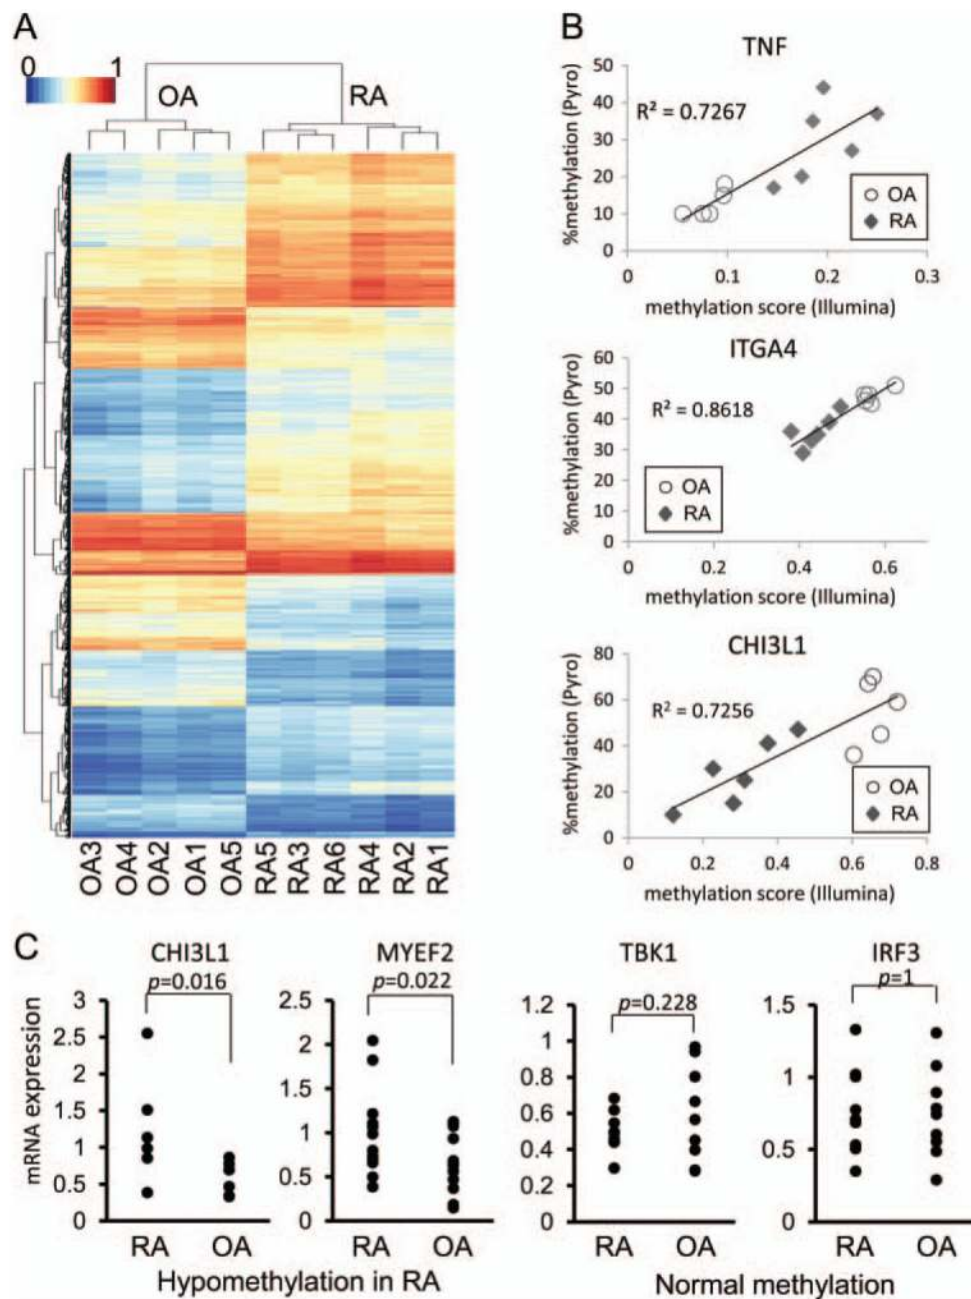 A
0 1
OA RA
OA3 OA4 OA2 OA1 OA5 RA5 RA3 RA6 RA4 RA2 RA1
B
TNF
%methylation (Pyro)
50
40
30
20
10
0
R² = 0.7267
OA
RA
0 0.1 0.2 0.3
methylation score (Illumina)
ITGA4
%methylation (Pyro)
60
50
40
30
20
10
0
R² = 0.8618
OA
RA
0 0.2 0.4 0.6
methylation score (Illumina)
CHI3L1
%methylation (Pyro)
80
60
40
20
0
R² = 0.7256
OA
RA
0 0.2 0.4 0.6 0.8
methylation score (Illumina)
C
mRNA expression
CHI3L1
p=0.016
3
2.5
2
1.5
1
0.5
0
RA OA
MYEF2
p=0.022
2.5
2
1.5
1
0.5
0
RA OA
Hypomethylation in RA
TBK1
p=0.228
1.2
1
0.8
0.6
0.4
0.2
0
RA OA
IRF3
p=1
1.5
1
0.5
0
RA OA
Normal methylation